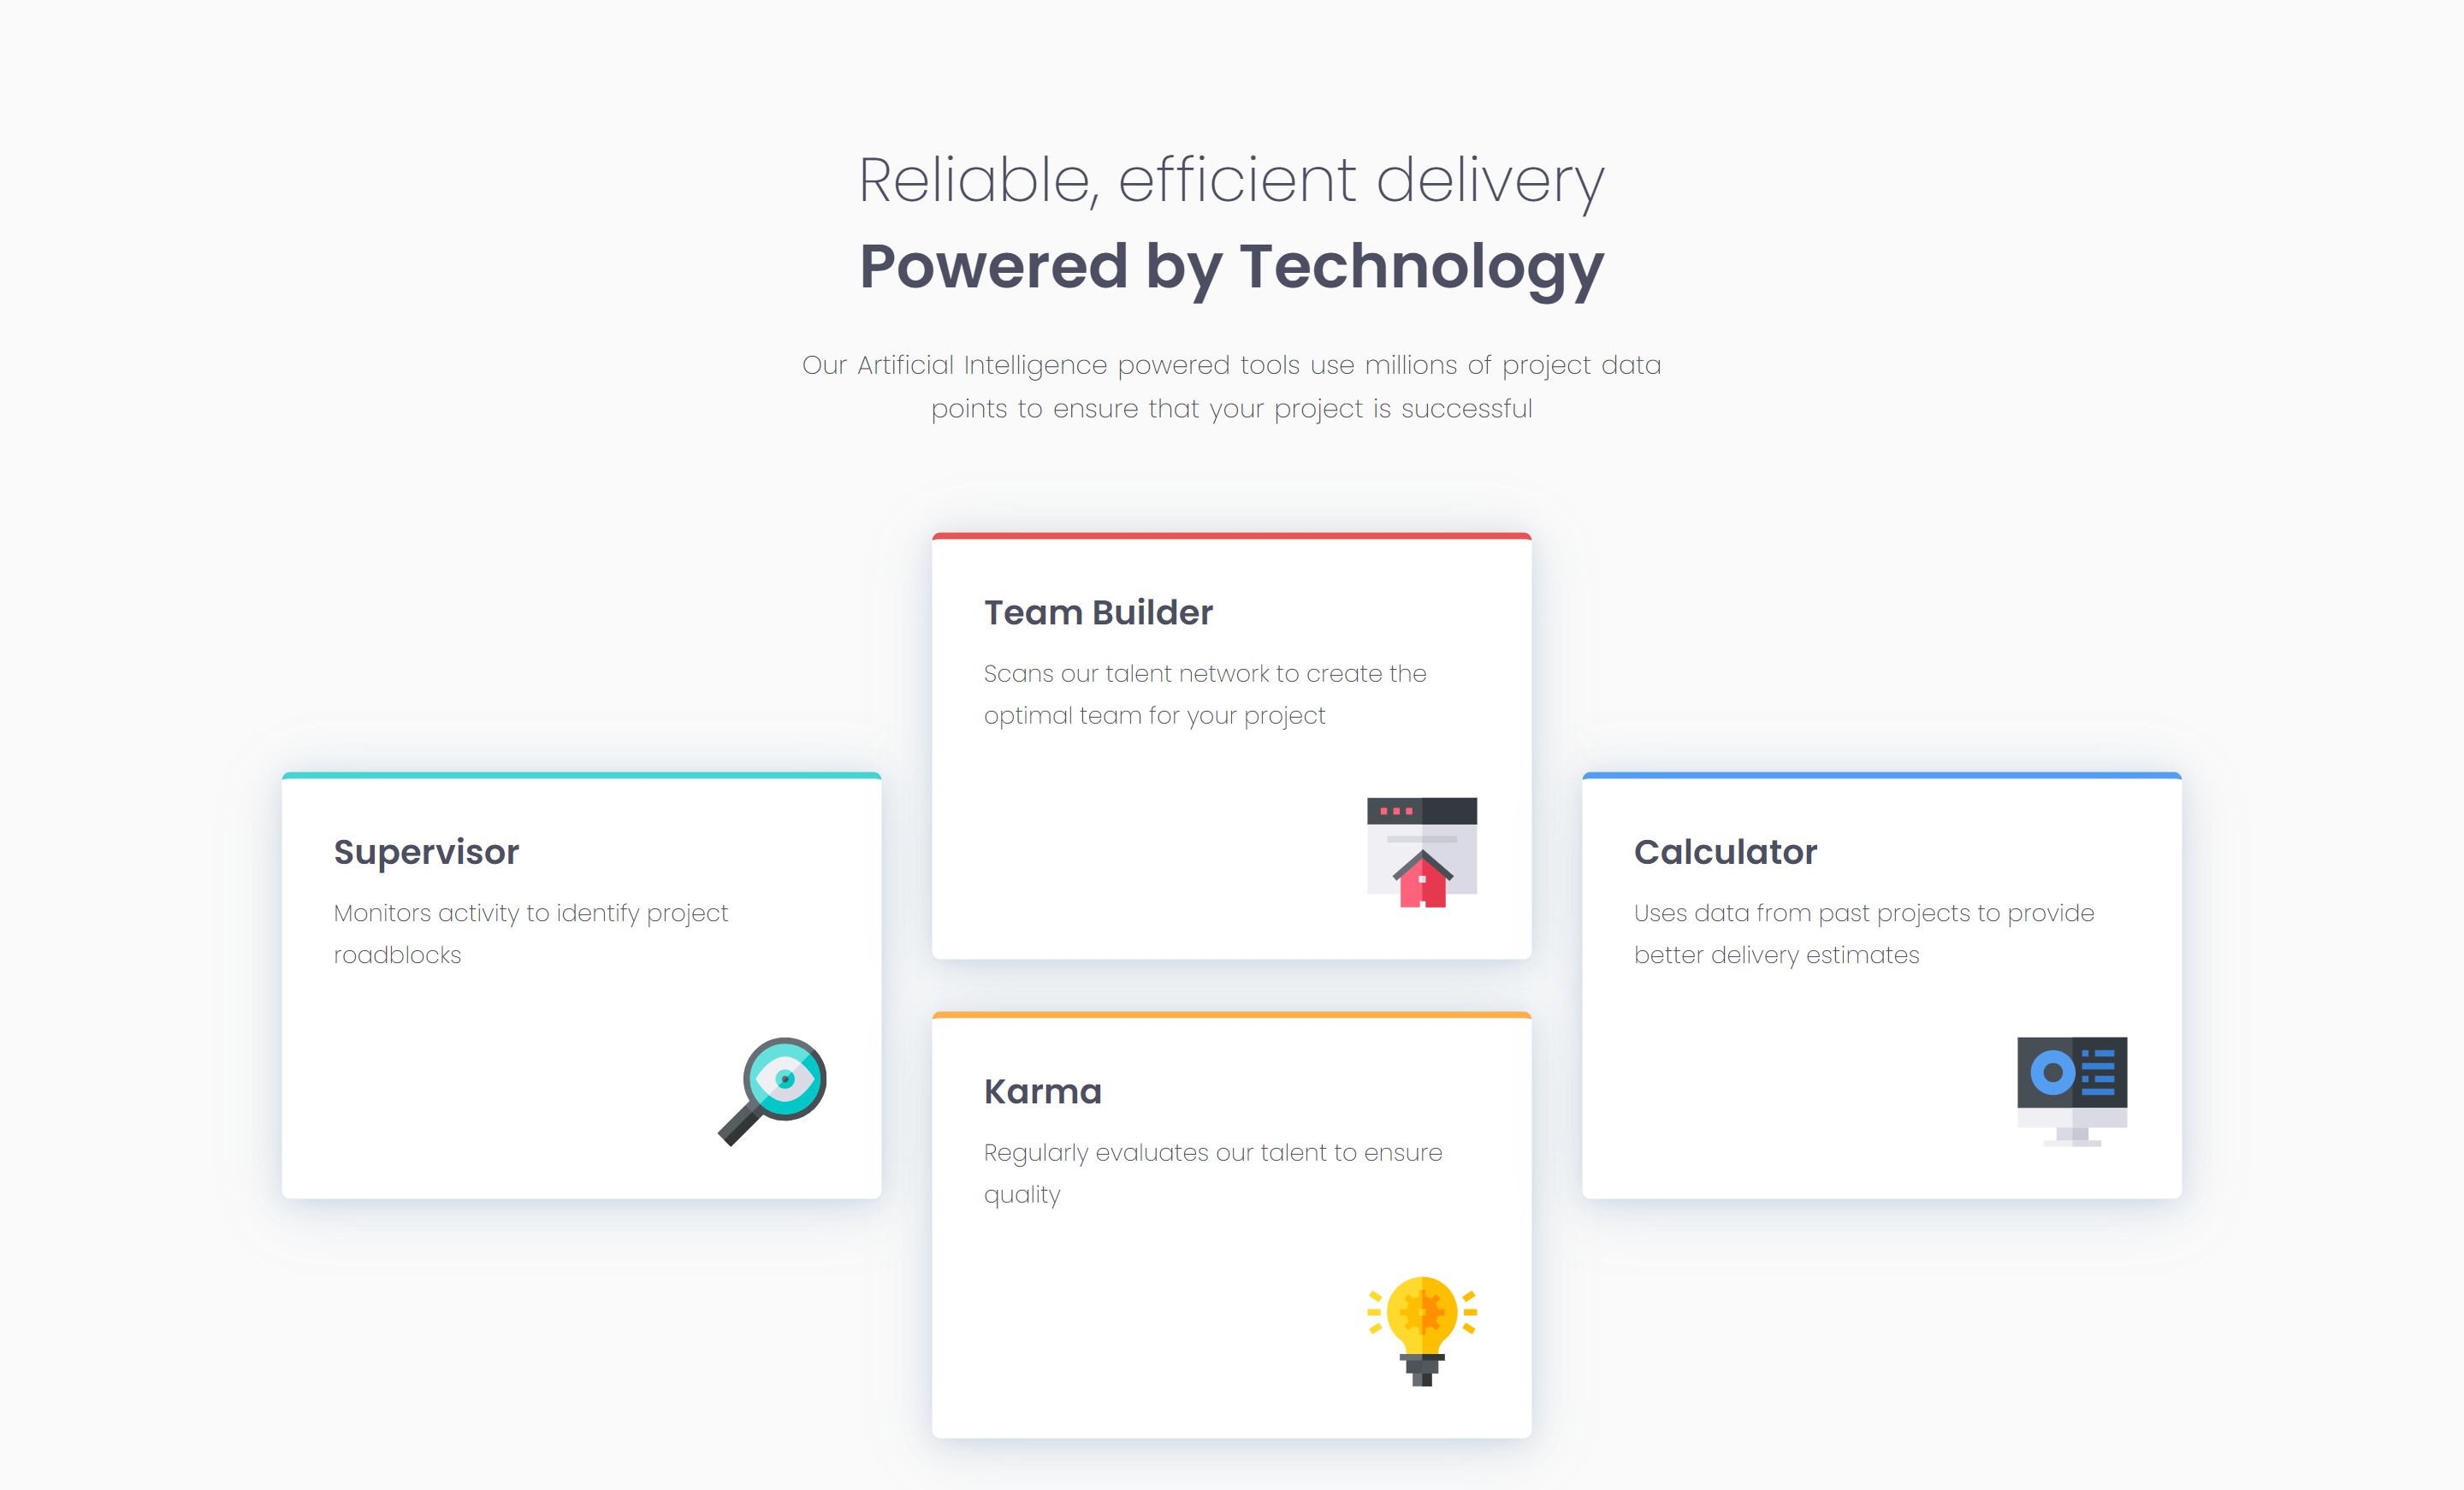 Reliable, efficient delivery
Powered by Technology
Our Artificial Intelligence powered tools use millions of project data
points to ensure that your project is successful
Supervisor
Monitors activity to identify project
roadblocks
Team Builder
Scans our talent network to create the
optimal team for your project
Karma
Regularly evaluates our talent to ensure
quality
Calculator
Uses data from past projects to provide
better delivery estimates